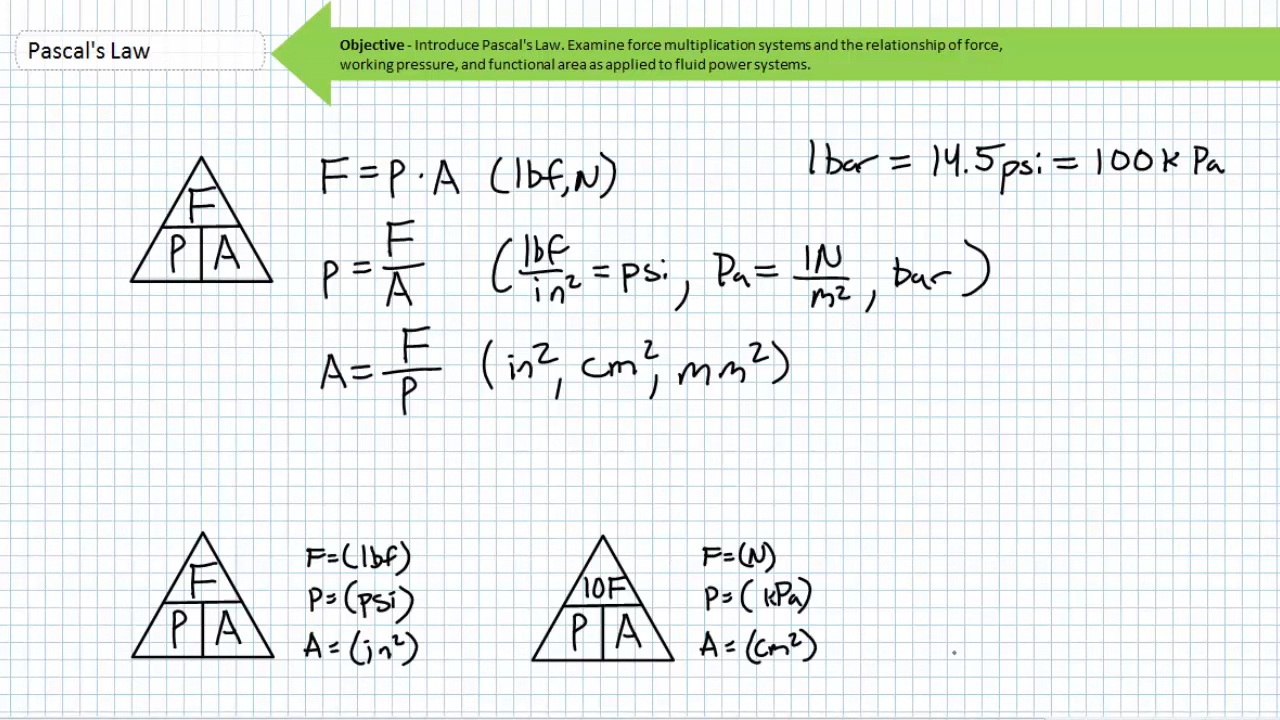 Pascal's Law
Objective - Introduce Pascal's Law. Examine force multiplication systems and the relationship of force,
working pressure, and functional area as applied to fluid power systems.
1 bar = 14.5 psi = 100 k Pa
F
P A
F = P · A (lbf, N)
P = F/A (lbf/in² = psi, Pa = 1N/m², bar)
A = F/P (in², cm², mm²)
F
P A
F = (lbf)
P = (psi)
A = (in²)
10F
P A
F = (N)
P = (kPa)
A = (cm²)